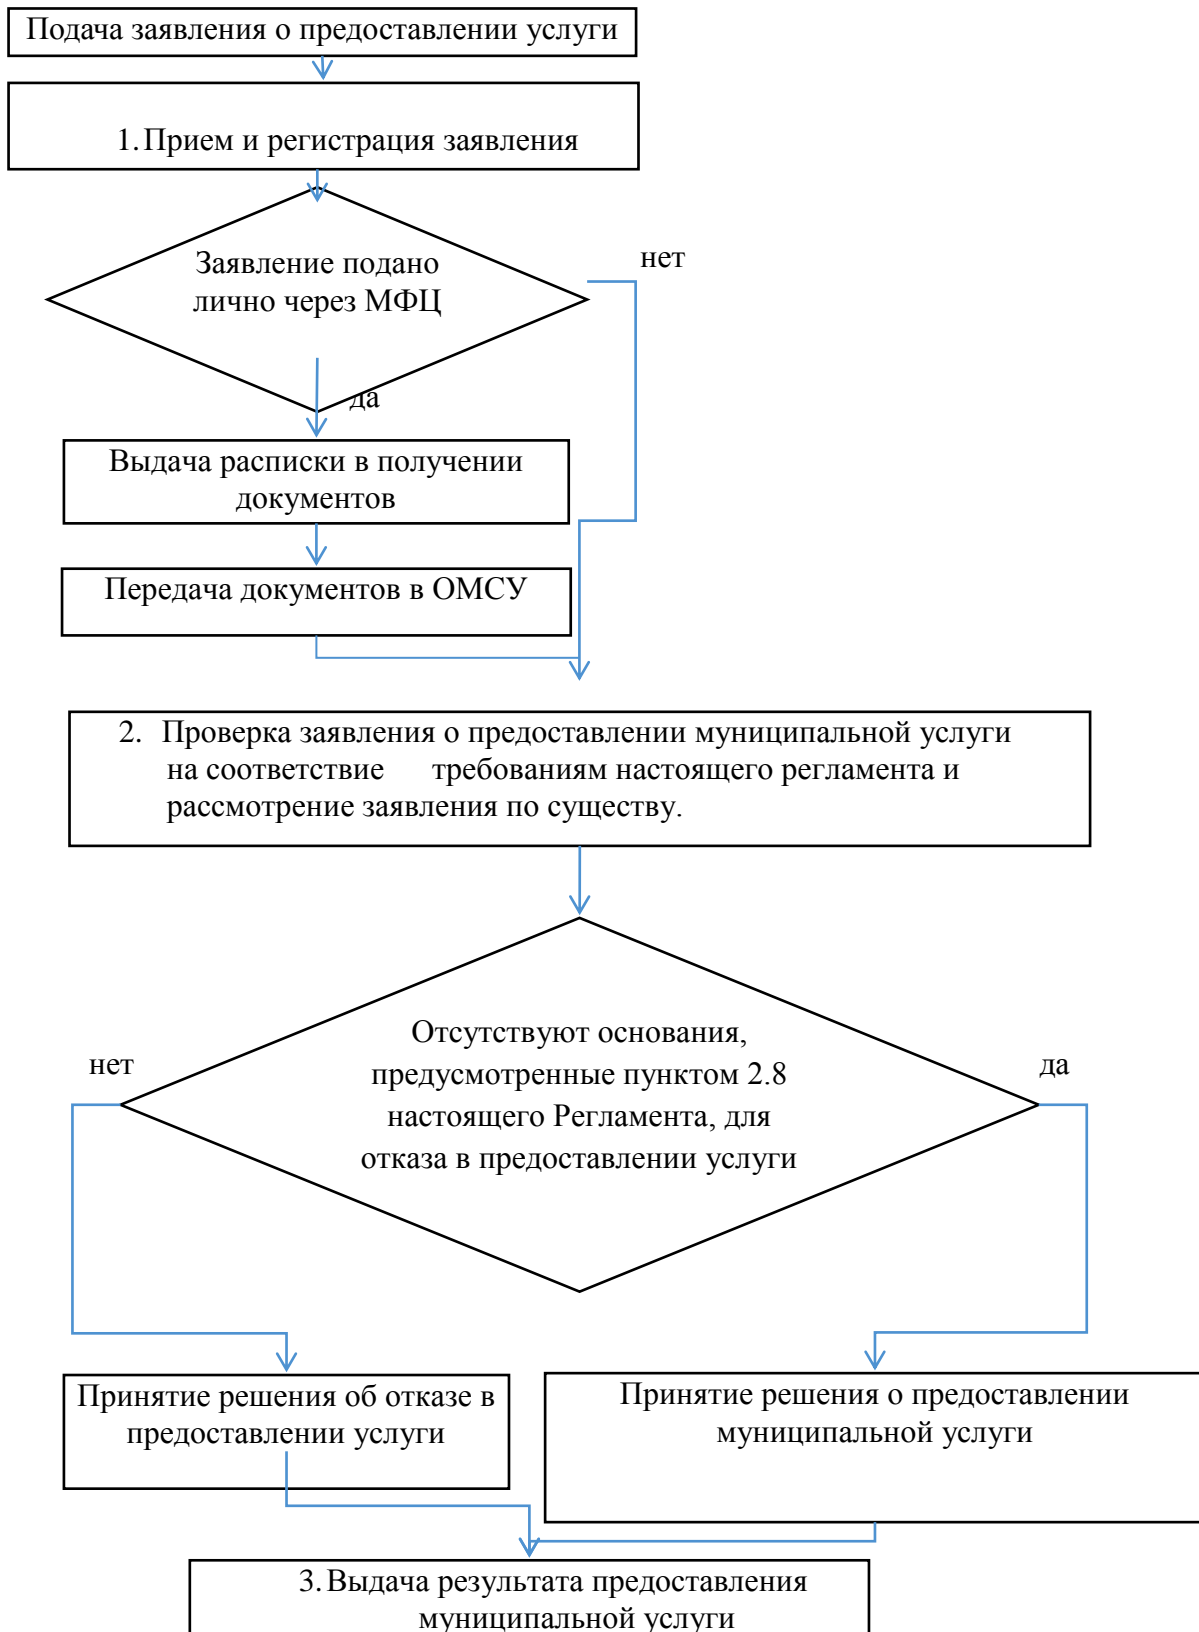 Подача заявления о предоставлении услуги
1. Прием и регистрация заявления
Заявление подано
лично через МФЦ
нет
да
Выдача расписки в получении
документов
Передача документов в ОМСУ
2. Проверка заявления о предоставлении муниципальной услуги
на соответствие требованиям настоящего регламента и
рассмотрение заявления по существу.
Отсутствуют основания,
предусмотренные пунктом 2.8
настоящего Регламента, для
отказа в предоставлении услуги
нет
да
Принятие решения об отказе в
предоставлении услуги
Принятие решения о предоставлении
муниципальной услуги
3. Выдача результата предоставления
муниципальной услуги